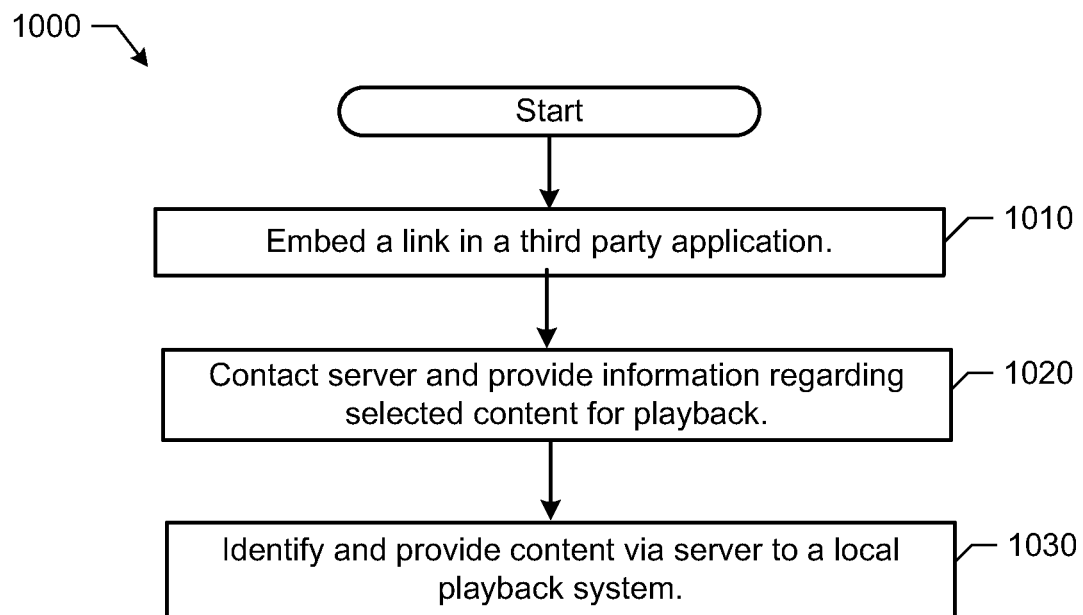 1000
Start
Embed a link in a third party application.
1010
Contact server and provide information regarding
selected content for playback.
1020
Identify and provide content via server to a local
playback system.
1030